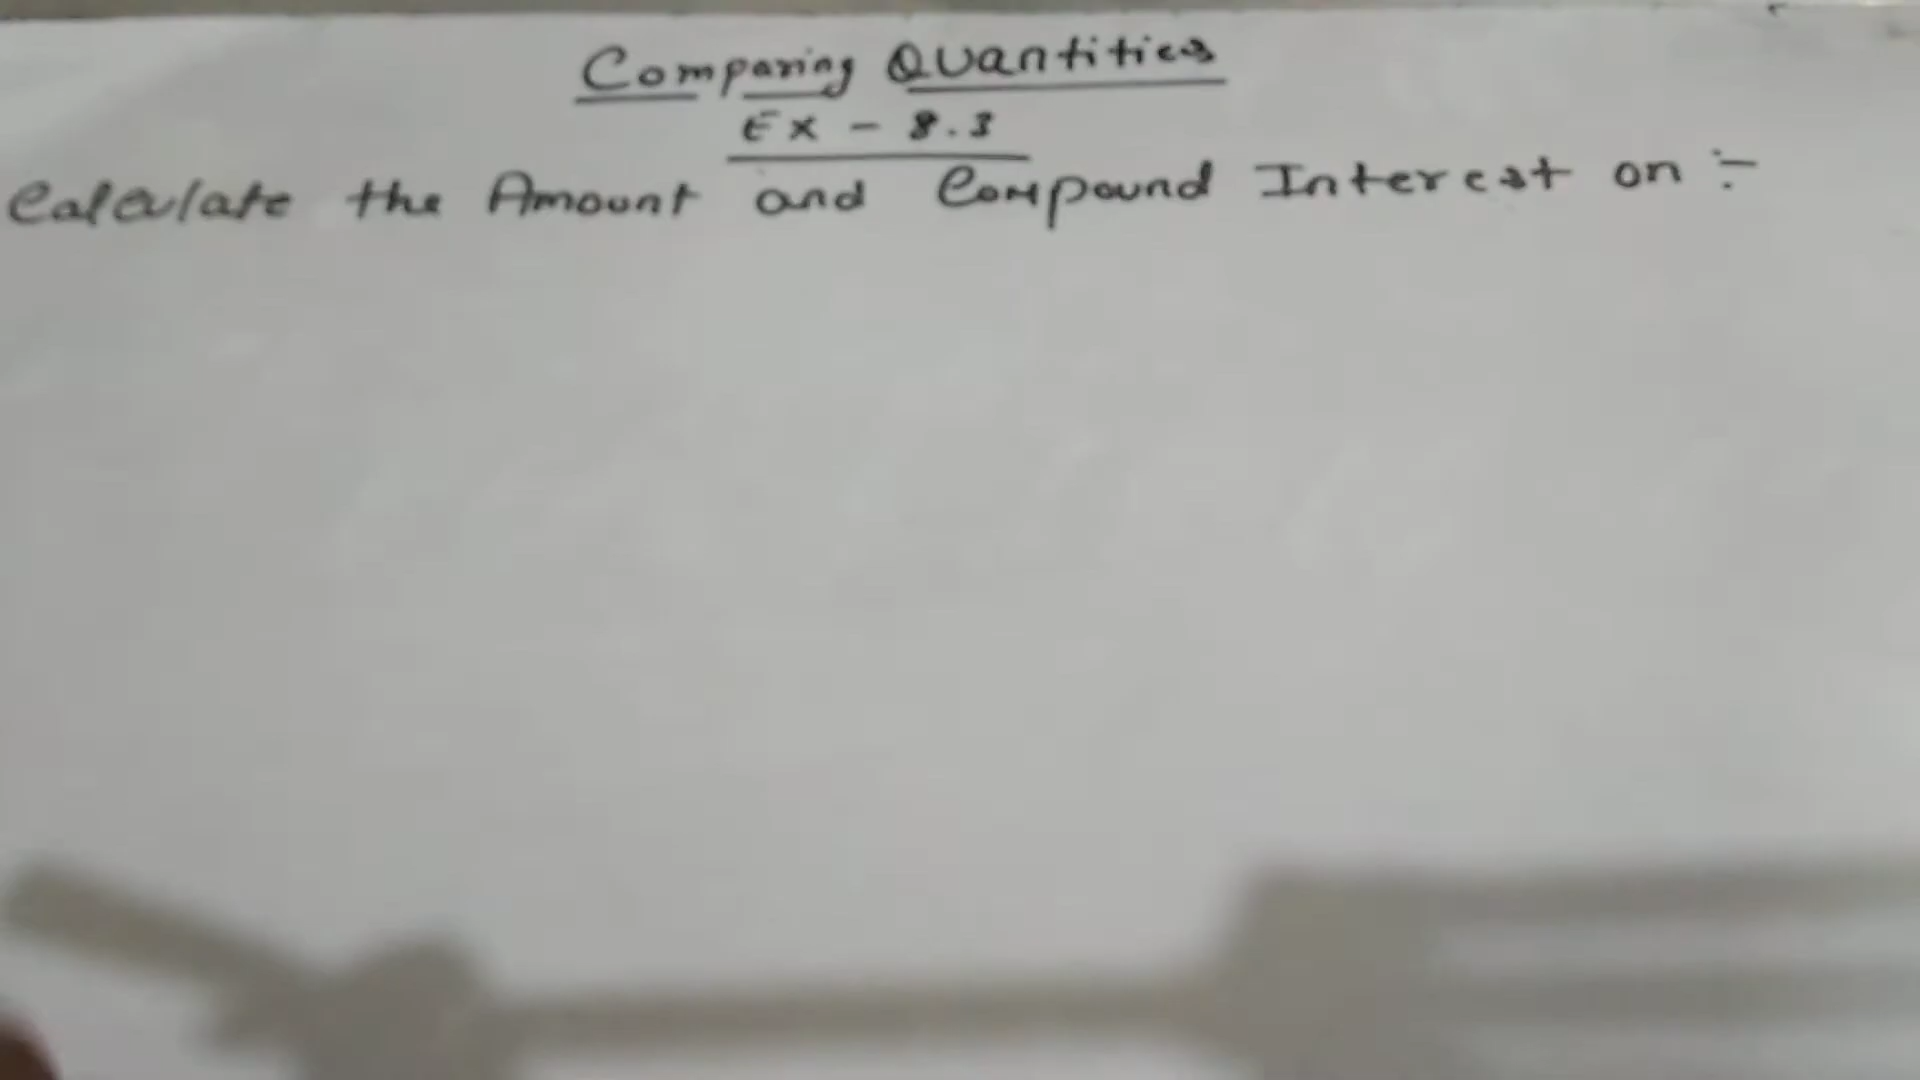 Comparing Quantities
Ex - 8.3
Calculate the Amount and Compound Interest on :-